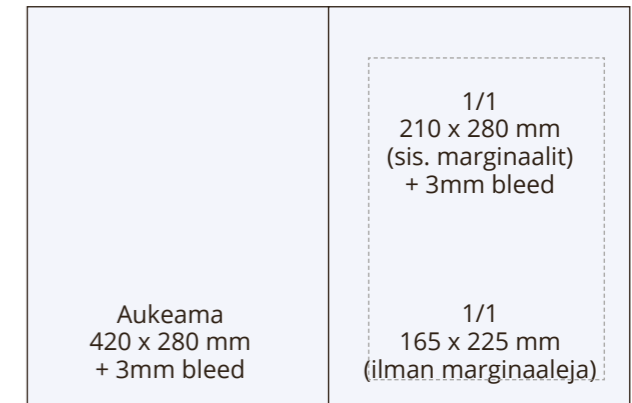 1/1
210 x 280 mm
(sis. marginaalit)
+ 3mm bleed
Aukeama
420 x 280 mm
+ 3mm bleed
1/1
165 x 225 mm
(ilman marginaaleja)